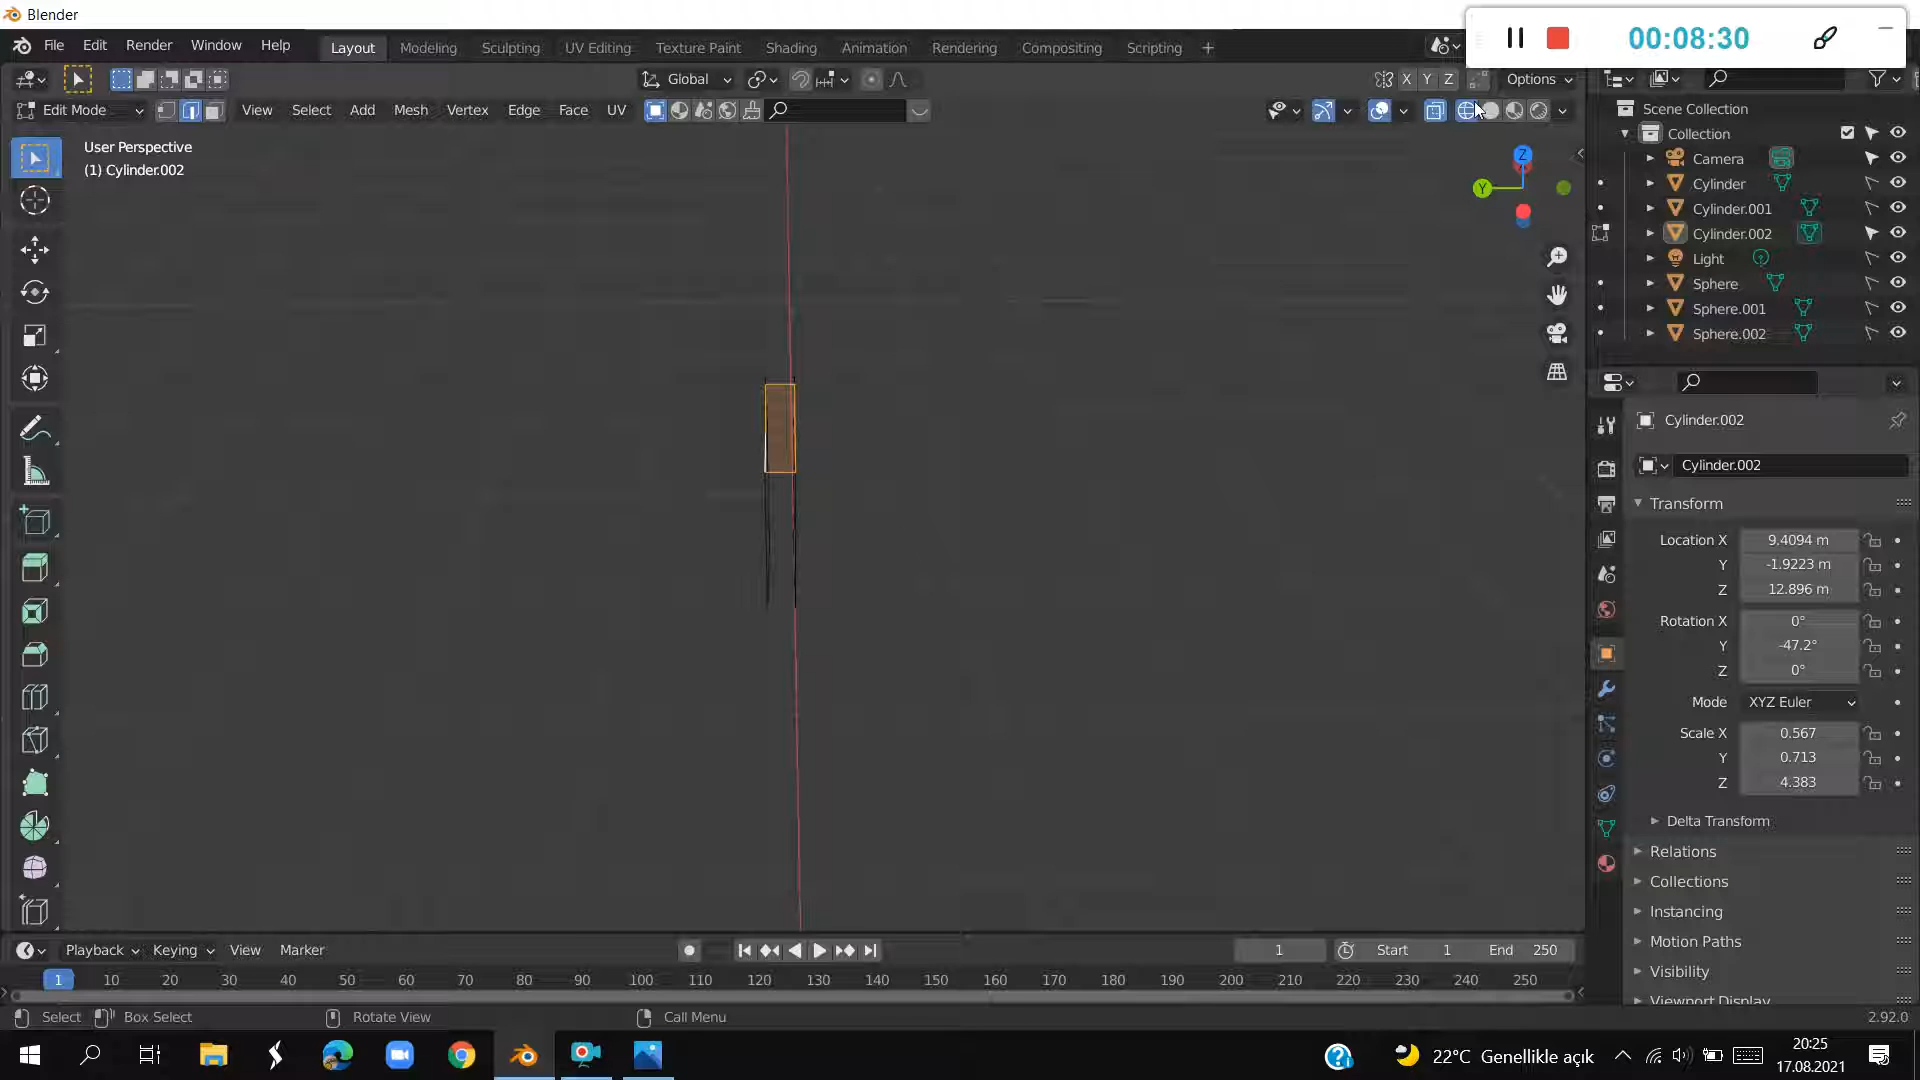 Blender
00:08:30
File Edit Render Window Help
Layout Modeling Sculpting UV Editing Texture Paint Shading Animation Rendering Compositing Scripting +
Global
X Y Z
Options
Edit Mode
View Select Add Mesh Vertex Edge Face UV
User Perspective
(1) Cylinder.002
Z
Y
Scene Collection
Collection
Camera
Cylinder
Cylinder.001
Cylinder.002
Light
Sphere
Sphere.001
Sphere.002
Cylinder.002
Cylinder.002
Transform
Location X 9.4094 m
Y -1.9223 m
Z 12.896 m
Rotation X 0°
Y -47.2°
Z 0°
Mode XYZ Euler
Scale X 0.567
Y 0.713
Z 4.383
Delta Transform
Relations
Collections
Instancing
Motion Paths
Visibility
Viewport Display
Playback Keying View Marker
1
Start 1 End 250
1 10 20 30 40 50 60 70 80 90 100 110 120 130 140 150 160 170 180 190 200 210 220 230 240 250
Select Box Select Rotate View Call Menu
2.92.0
22°C Genellikle açık
20:25
17.08.2021